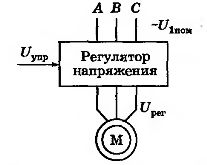 A B C
~U1ном
Uупр
Регулятор
напряжения
Uрег
М